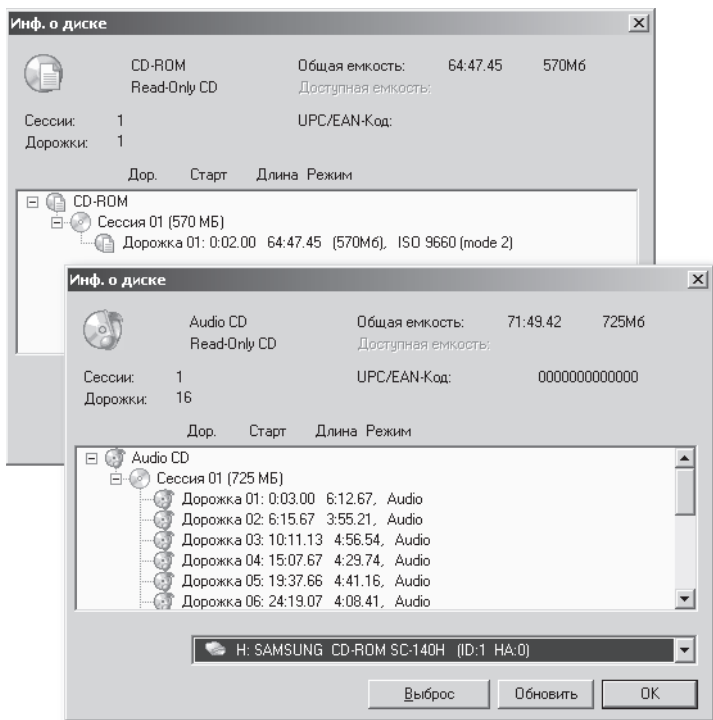 Инф. о диске
CD-ROM Общая емкость: 64:47.45 570Мб
Read-Only CD Доступная емкость:
Сессии: 1 UPC/EAN-Код:
Дорожки: 1
Дор. Старт Длина Режим
CD-ROM
Сессия 01 (570 МБ)
Дорожка 01: 0:02.00 64:47.45 (570Мб), ISO 9660 (mode 2)
Инф. о диске
Audio CD Общая емкость: 71:49.42 725Мб
Read-Only CD Доступная емкость:
Сессии: 1 UPC/EAN-Код: 0000000000000
Дорожки: 16
Дор. Старт Длина Режим
Audio CD
Сессия 01 (725 МБ)
Дорожка 01: 0:03.00 6:12.67, Audio
Дорожка 02: 6:15.67 3:55.21, Audio
Дорожка 03: 10:11.13 4:56.54, Audio
Дорожка 04: 15:07.67 4:29.74, Audio
Дорожка 05: 19:37.66 4:41.16, Audio
Дорожка 06: 24:19.07 4:08.41, Audio
H: SAMSUNG CD-ROM SC-140H (ID:1 HA:0)
Выброс Обновить OK